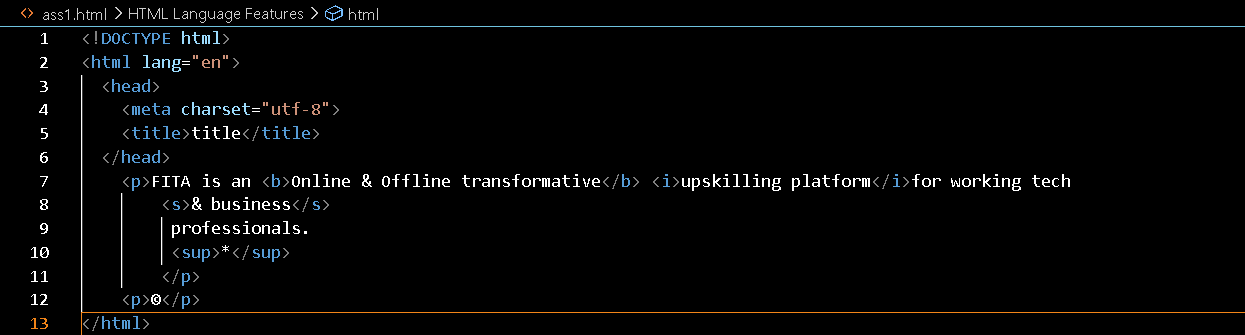 ass1.html > HTML Language Features > html
1 <!DOCTYPE html>
2 <html lang="en">
3 <head>
4 <meta charset="utf-8">
5 <title>title</title>
6 </head>
7 <p>FITA is an <b>Online & Offline transformative</b> <i>upskilling platform</i>for working tech
8 <s>& business</s>
9 professionals.
10 <sup>*</sup>
11 </p>
12 <p>©</p>
13 </html>